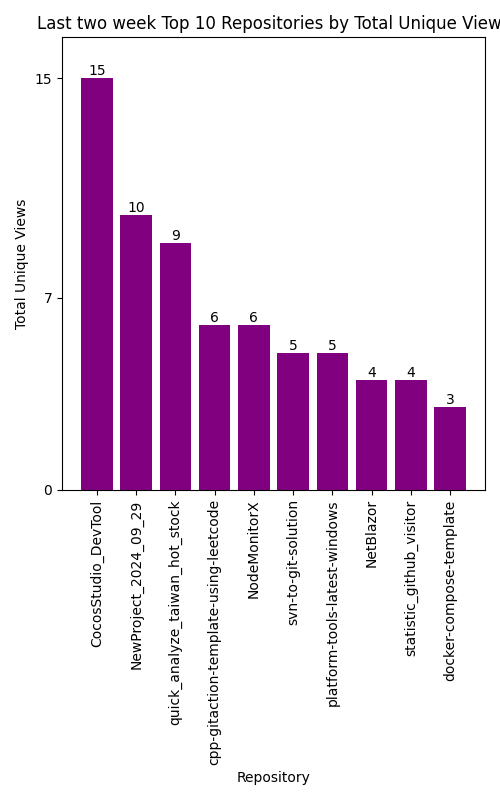 Last two week Top 10 Repositories by Total Unique View
15
7
0
Total Unique Views
15
10
9
6
6
5
5
4
4
3
CocosStudio_DevTool
NewProject_2024_09_29
quick_analyze_taiwan_hot_stock
cpp-gitaction-template-using-leetcode
NodeMonitorX
svn-to-git-solution
platform-tools-latest-windows
NetBlazor
statistic_github_visitor
docker-compose-template
Repository